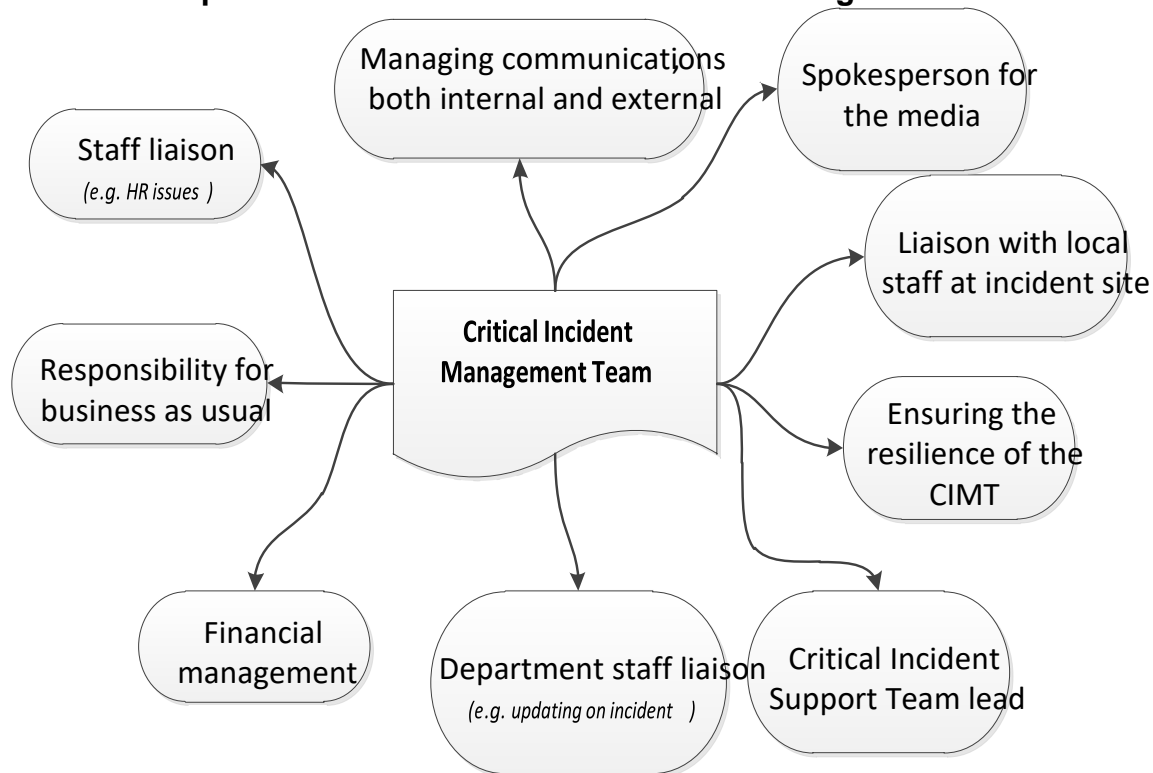 Managing communications,
both internal and external
Spokesperson for
the media
Staff liaison
(e.g. HR issues )
Liaison with local
staff at incident site
Critical Incident
Management Team
Responsibility for
business as usual
Ensuring the
resilience of the
CIMT
Financial
management
Department staff liaison
(e.g. updating on incident )
Critical Incident
Support Team lead